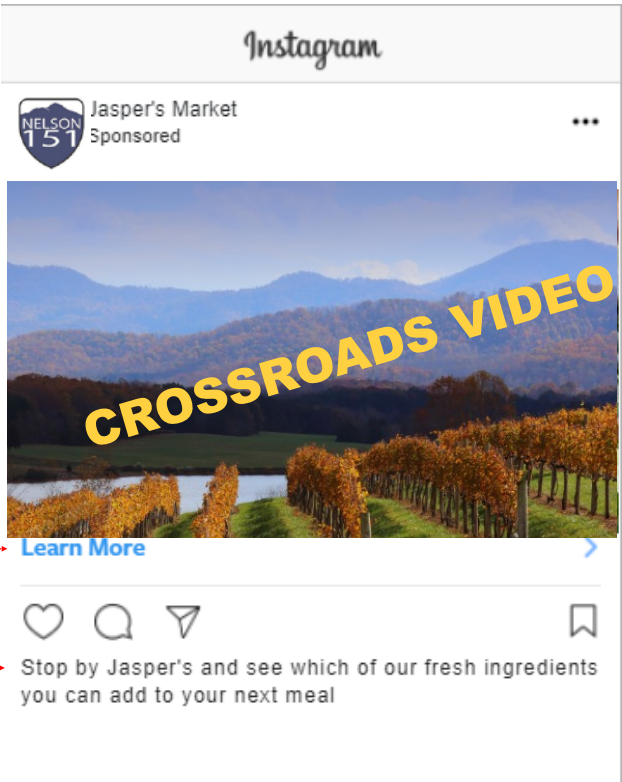 Instagram
NELSON
151
Jasper's Market
Sponsored
•••
CROSSROADS VIDEO
Learn More
Stop by Jasper's and see which of our fresh ingredients
you can add to your next meal